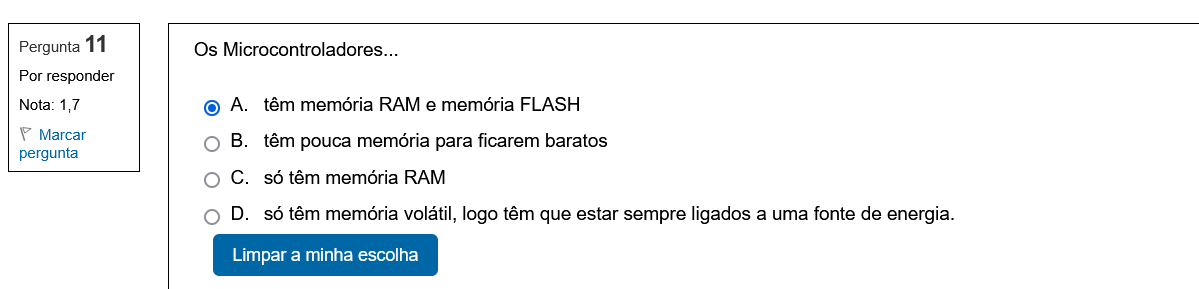 Pergunta 11
Por responder
Nota: 1,7
Marcar
pergunta
Os Microcontroladores...
A. têm memória RAM e memória FLASH
B. têm pouca memória para ficarem baratos
C. só têm memória RAM
D. só têm memória volátil, logo têm que estar sempre ligados a uma fonte de energia.
Limpar a minha escolha